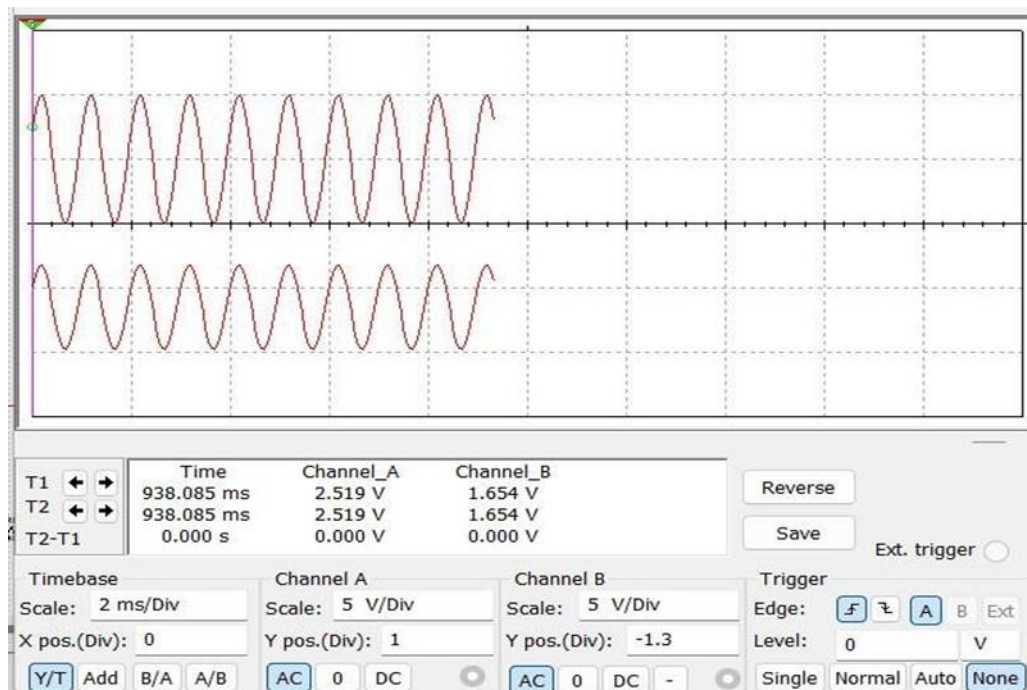 Time Channel_A Channel_B
T1 938.085 ms 2.519 V 1.654 V
T2 938.085 ms 2.519 V 1.654 V
T2-T1 0.000 s 0.000 V 0.000 V
Reverse
Save
Ext. trigger
Timebase
Scale: 2 ms/Div
X pos.(Div): 0
Y/T Add B/A A/B
Channel A
Scale: 5 V/Div
Y pos.(Div): 1
AC 0 DC
Channel B
Scale: 5 V/Div
Y pos.(Div): -1.3
AC 0 DC -
Trigger
Edge: A B Ext
Level: 0 V
Single Normal Auto None